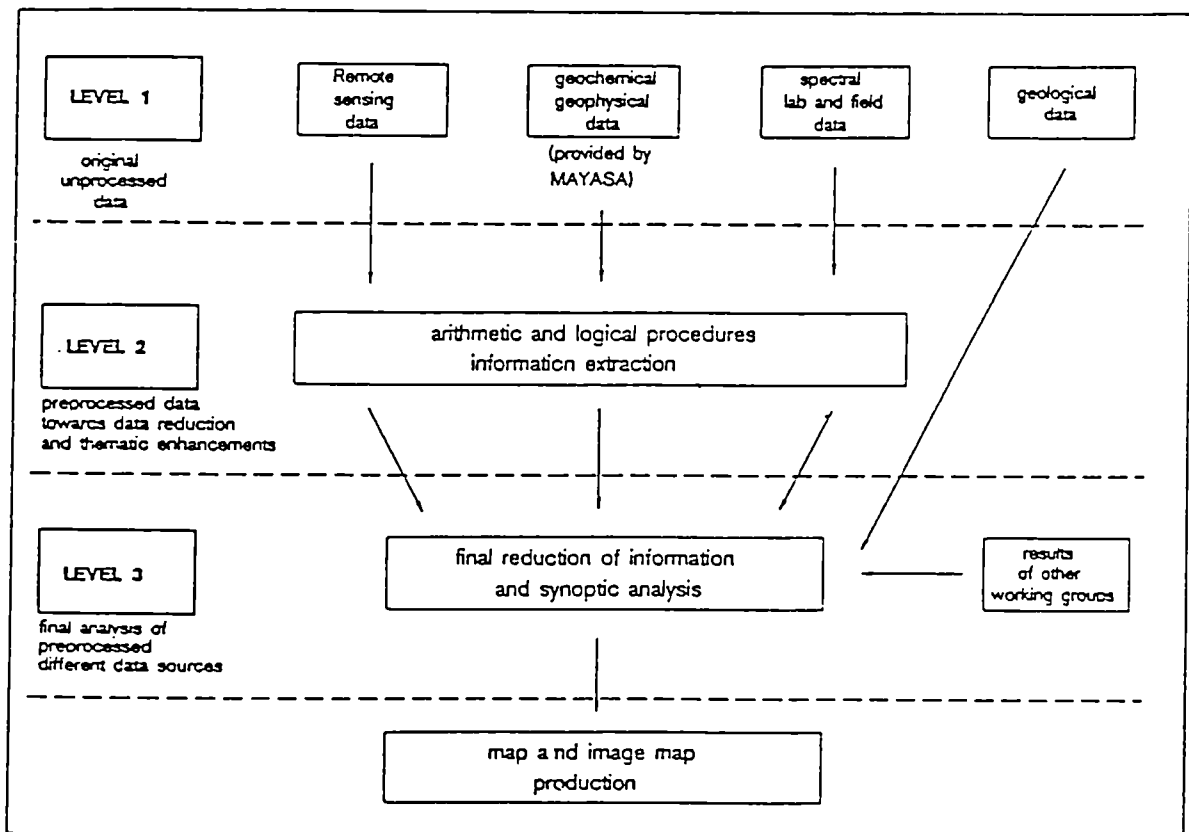 LEVEL 1
original
unprocessed
data
Remote
sensing
data
geochemical
geophysical
data
(provided by
MAYASA)
spectral
lab and field
data
geological
data
LEVEL 2
preprocessed data
towards data reduction
and thematic enhancements
arithmetic and logical procedures
information extraction
LEVEL 3
final analysis of
preprocessed
different data sources
final reduction of information
and synoptic analysis
results
of other
working groups
map and image map
production